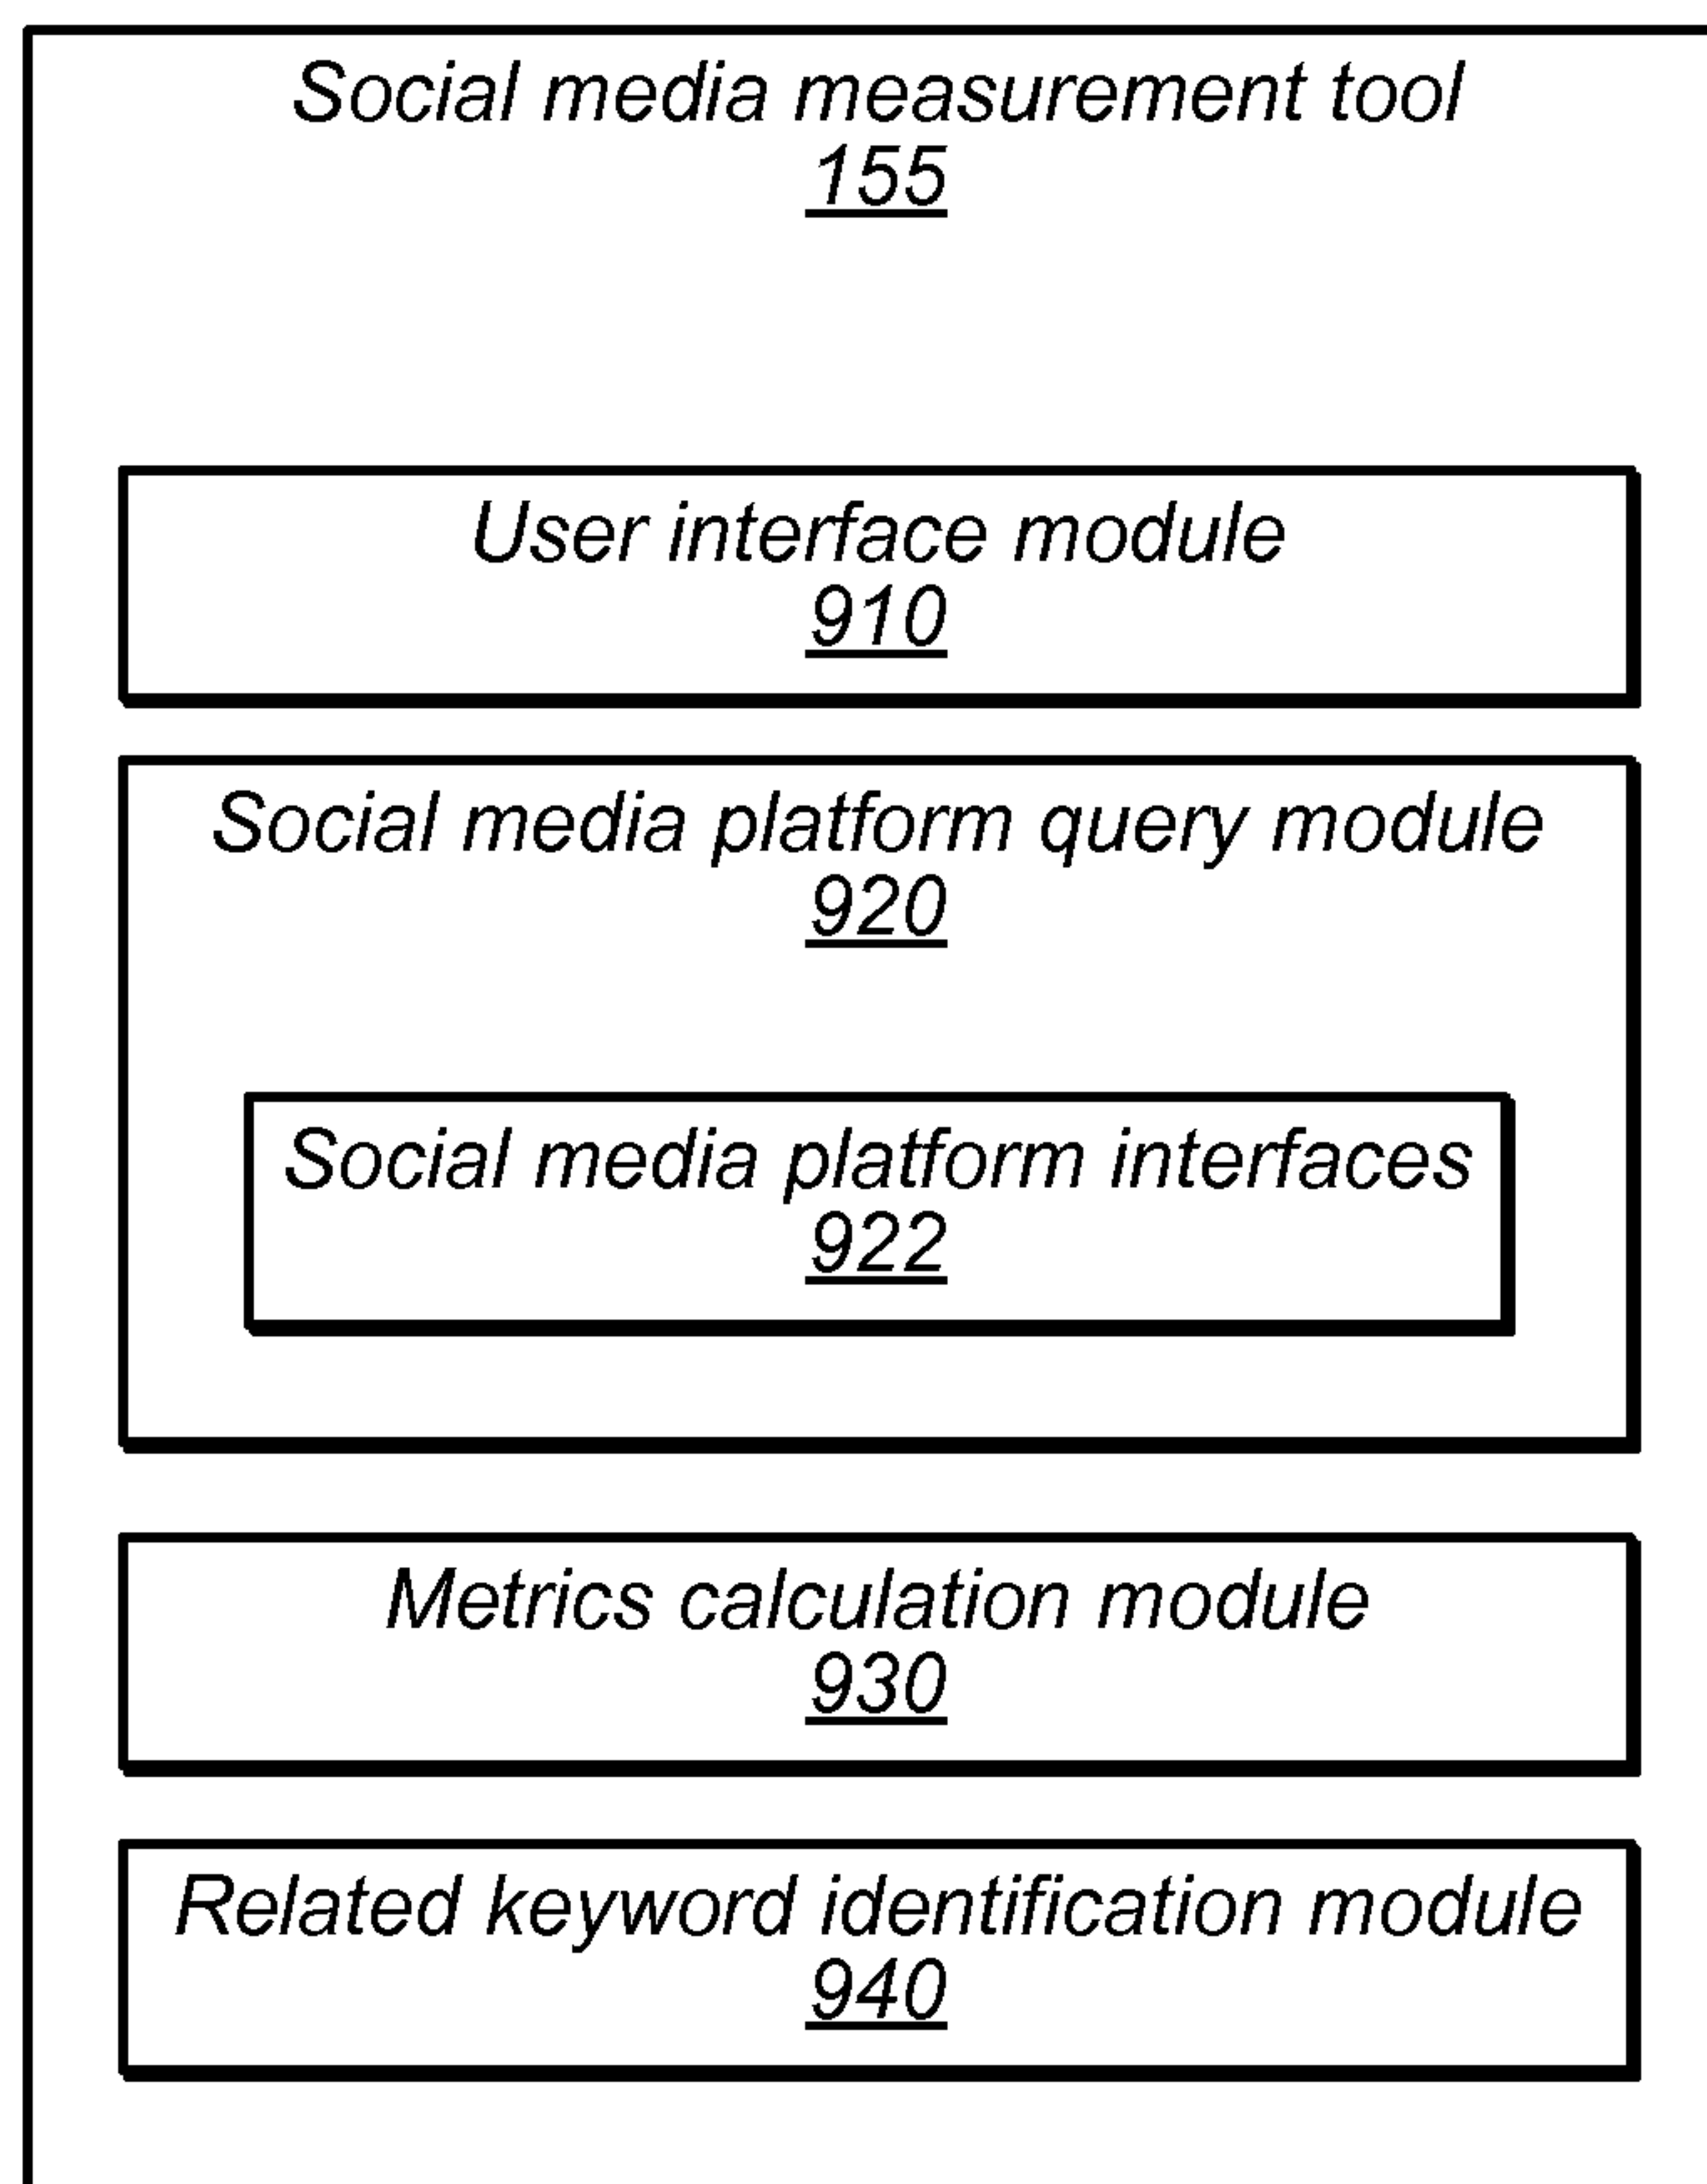 Social media measurement tool
155
User interface module
910
Social media platform query module
920
Social media platform interfaces
922
Metrics calculation module
930
Related keyword identification module
940